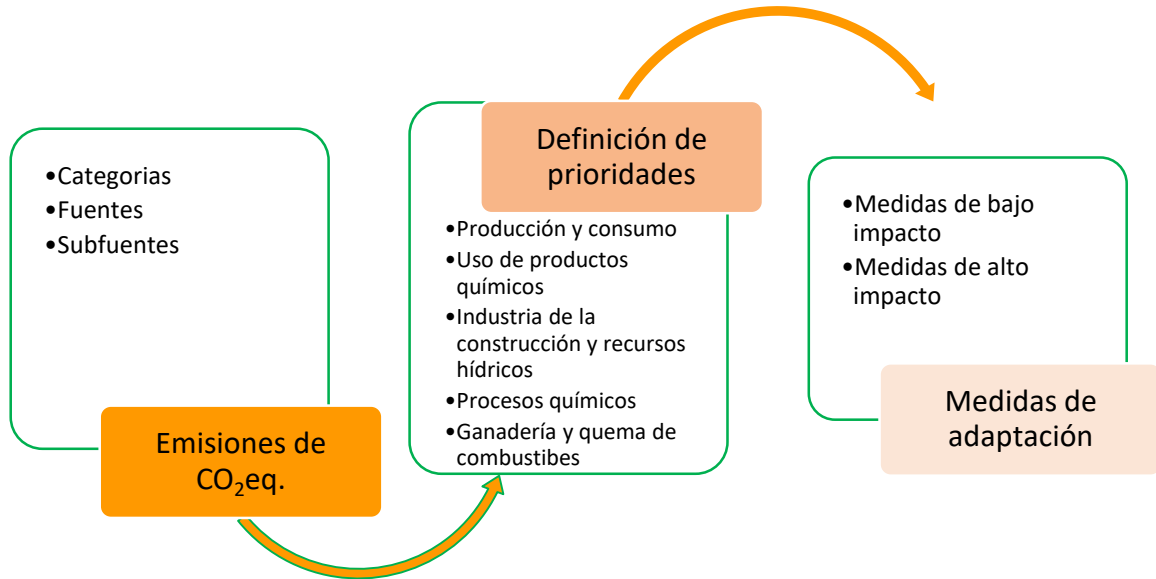 •Categorias
•Fuentes
•Subfuentes
Emisiones de
CO₂eq.
Definición de
prioridades
•Producción y consumo
•Uso de productos
químicos
•Industria de la
construcción y recursos
hídricos
•Procesos químicos
•Ganadería y quema de
combustibes
•Medidas de bajo
impacto
•Medidas de alto
impacto
Medidas de
adaptación